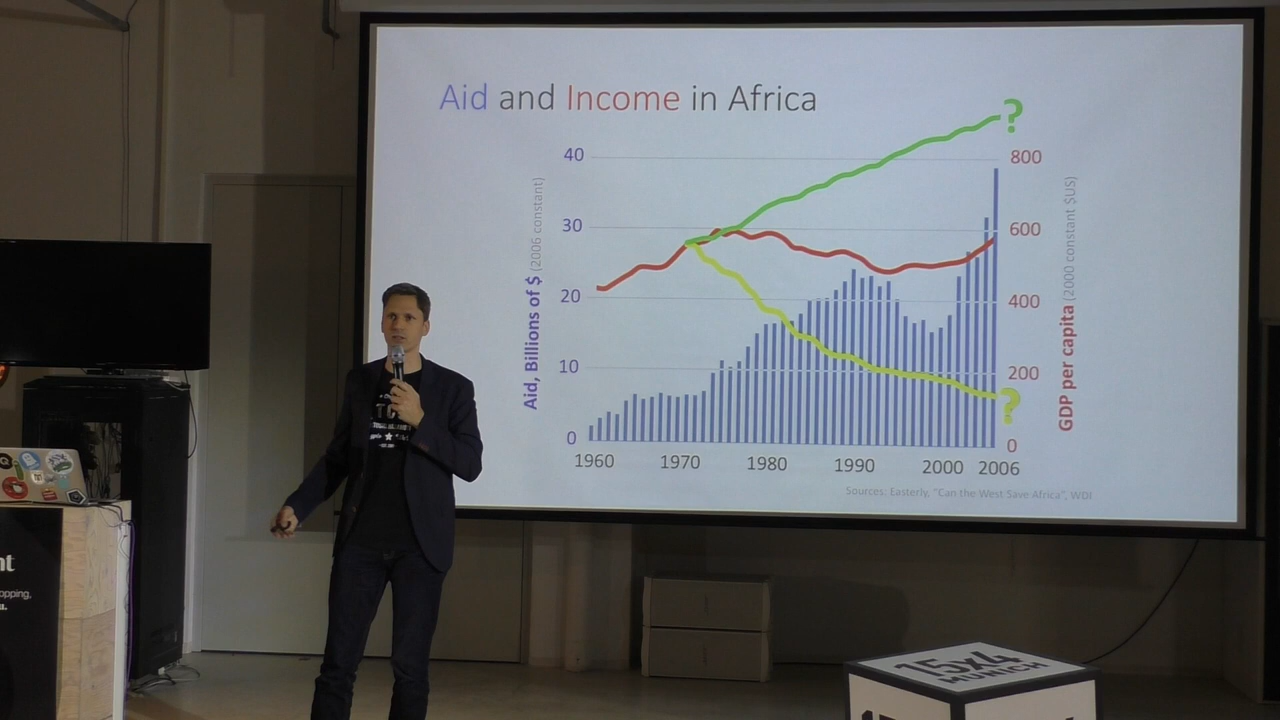 Aid and Income in Africa
?
40
800
30
600
20
400
10
200
?
0
0
Aid, Billions of $ (2006 constant)
GDP per capita (2000 constant $US)
1960 1970 1980 1990 2000 2006
Sources: Easterly, "Can the West Save Africa", WDI
nt
opping,
15x4
MUNICH